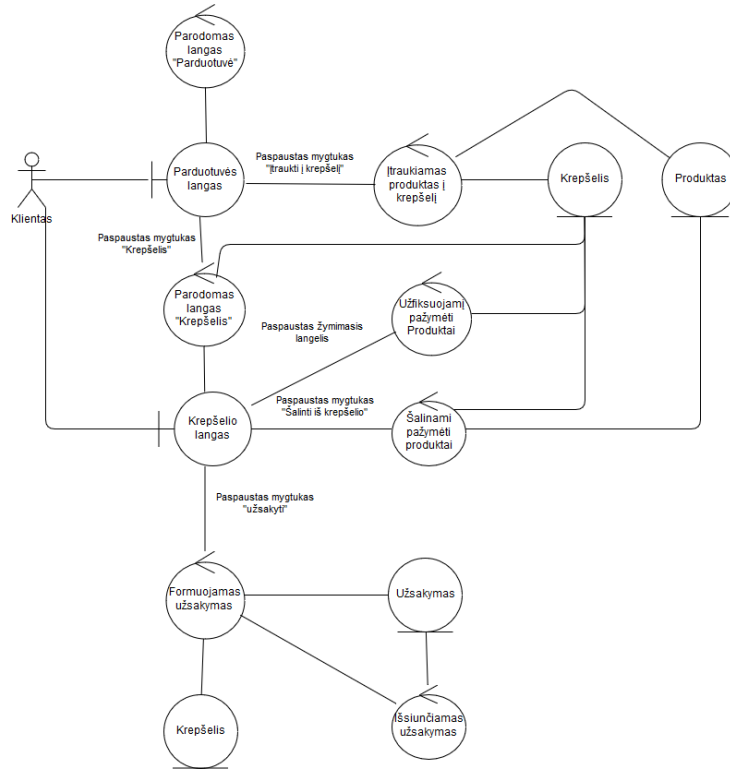 Parodomas
langas
"Parduotuvė"
Klientas
Parduotuvės
langas
Paspaustas mygtukas
"Įtraukti į krepšelį"
Įtraukiamas
produktas į
krepšelį
Krepšelis
Produktas
Paspaustas mygtukas
"Krepšelis"
Parodomas
langas
"Krepšelis"
Paspaustas žymimasis
langelis
Užfiksuojamį
pažymėti
Produktai
Krepšelio
langas
Paspaustas mygtukas
"Šalinti iš krepšelio"
Šalinami
pažymėti
produktai
Paspaustas mygtukas
"užsakyti"
Formuojamas
užsakymas
Užsakymas
Krepšelis
Išsiunčiamas
užsakymas